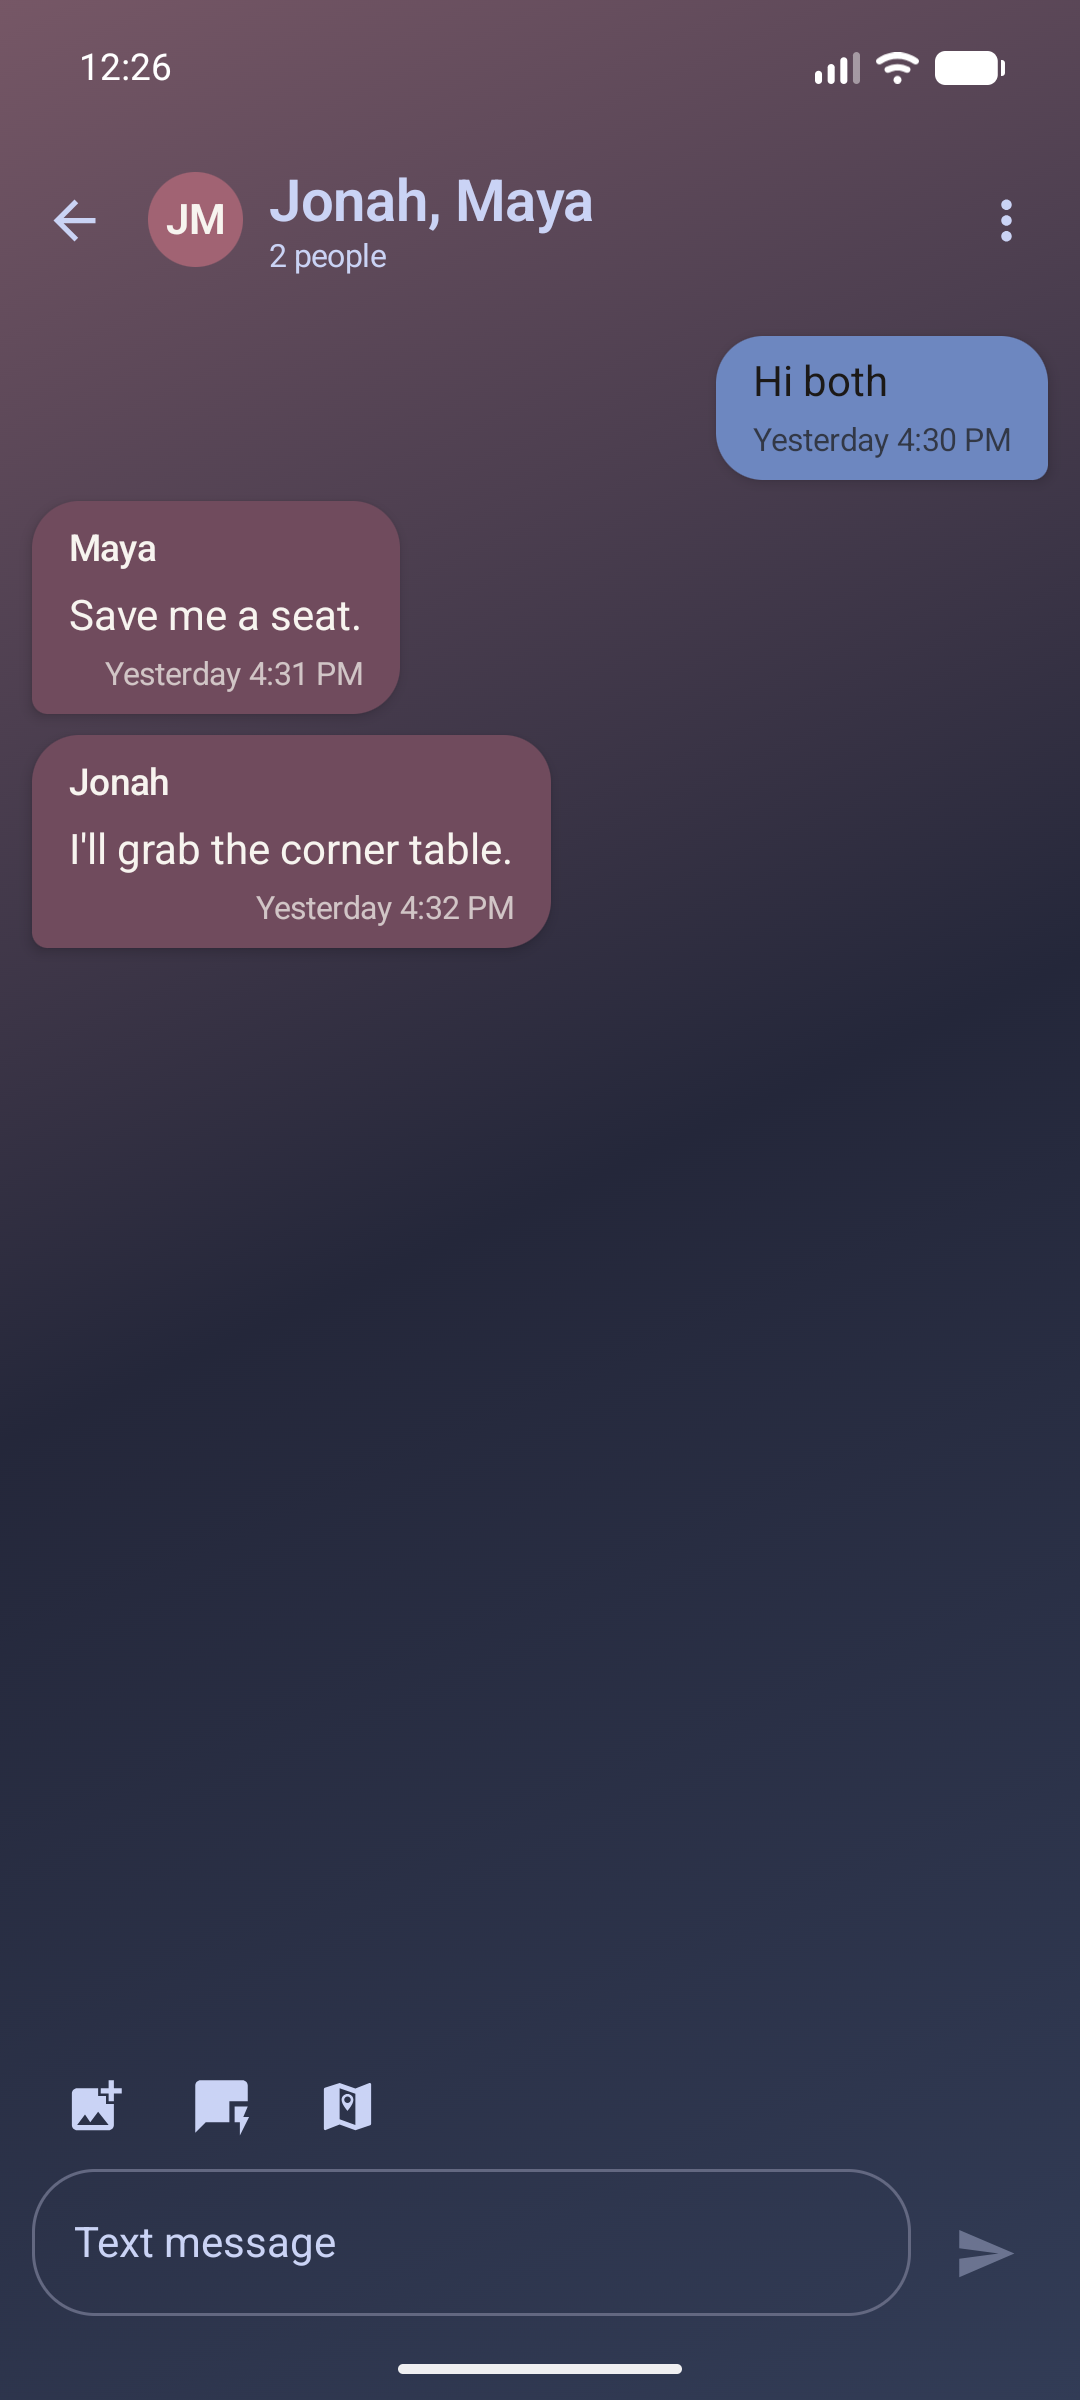 12:26
JM
Jonah, Maya
2 people
Hi both
Yesterday 4:30 PM
Maya
Save me a seat.
Yesterday 4:31 PM
Jonah
I'll grab the corner table.
Yesterday 4:32 PM
Text message